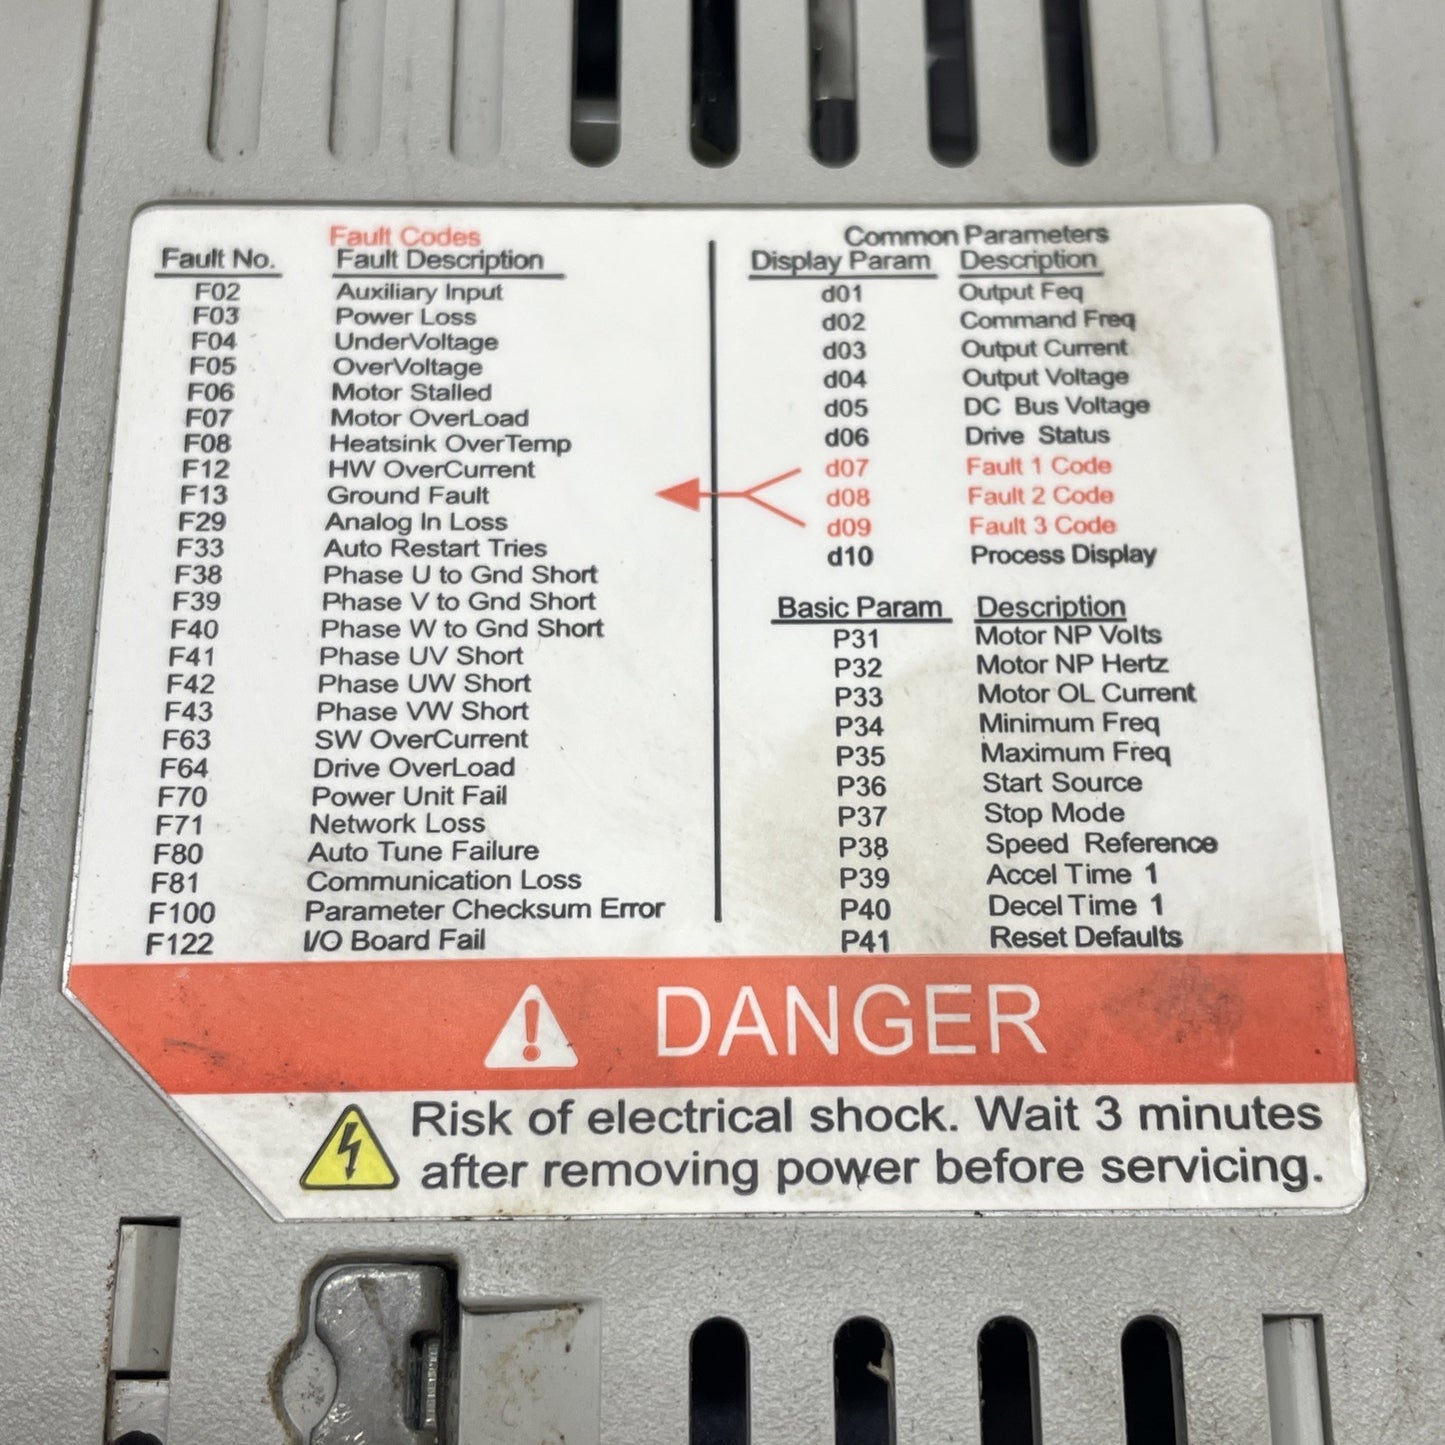 Fault Codes
Fault No. Fault Description
F02 Auxiliary Input
F03 Power Loss
F04 UnderVoltage
F05 OverVoltage
F06 Motor Stalled
F07 Motor OverLoad
F08 Heatsink OverTemp
F12 HW OverCurrent
F13 Ground Fault
F29 Analog In Loss
F33 Auto Restart Tries
F38 Phase U to Gnd Short
F39 Phase V to Gnd Short
F40 Phase W to Gnd Short
F41 Phase UV Short
F42 Phase UW Short
F43 Phase VW Short
F63 SW OverCurrent
F64 Drive OverLoad
F70 Power Unit Fail
F71 Network Loss
F80 Auto Tune Failure
F81 Communication Loss
F100 Parameter Checksum Error
F122 I/O Board Fail
Common Parameters
Display Param Description
d01 Output Feq
d02 Command Freq
d03 Output Current
d04 Output Voltage
d05 DC Bus Voltage
d06 Drive Status
d07 Fault 1 Code
d08 Fault 2 Code
d09 Fault 3 Code
d10 Process Display
Basic Param Description
P31 Motor NP Volts
P32 Motor NP Hertz
P33 Motor OL Current
P34 Minimum Freq
P35 Maximum Freq
P36 Start Source
P37 Stop Mode
P38 Speed Reference
P39 Accel Time 1
P40 Decel Time 1
P41 Reset Defaults
DANGER
Risk of electrical shock. Wait 3 minutes
after removing power before servicing.